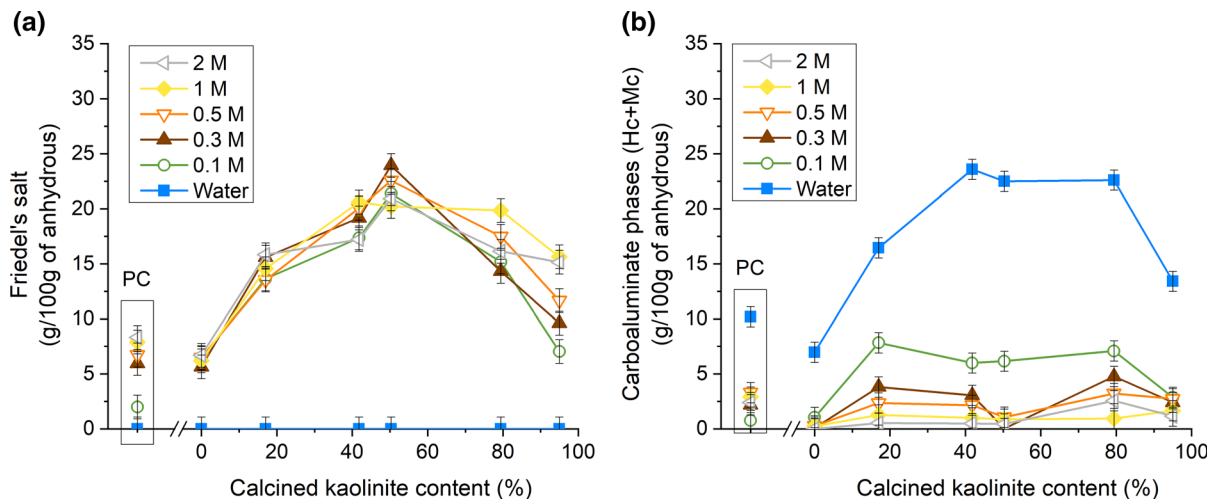 (a)
35
30
25
20
15
10
5
0
Friedel's salt
(g/100g of anhydrous)
2 M
1 M
0.5 M
0.3 M
0.1 M
Water
PC
0 20 40 60 80 100
Calcined kaolinite content (%)
(b)
35
30
25
20
15
10
5
0
Carboaluminate phases (Hc+Mc)
(g/100g of anhydrous)
2 M
1 M
0.5 M
0.3 M
0.1 M
Water
PC
0 20 40 60 80 100
Calcined kaolinite content (%)